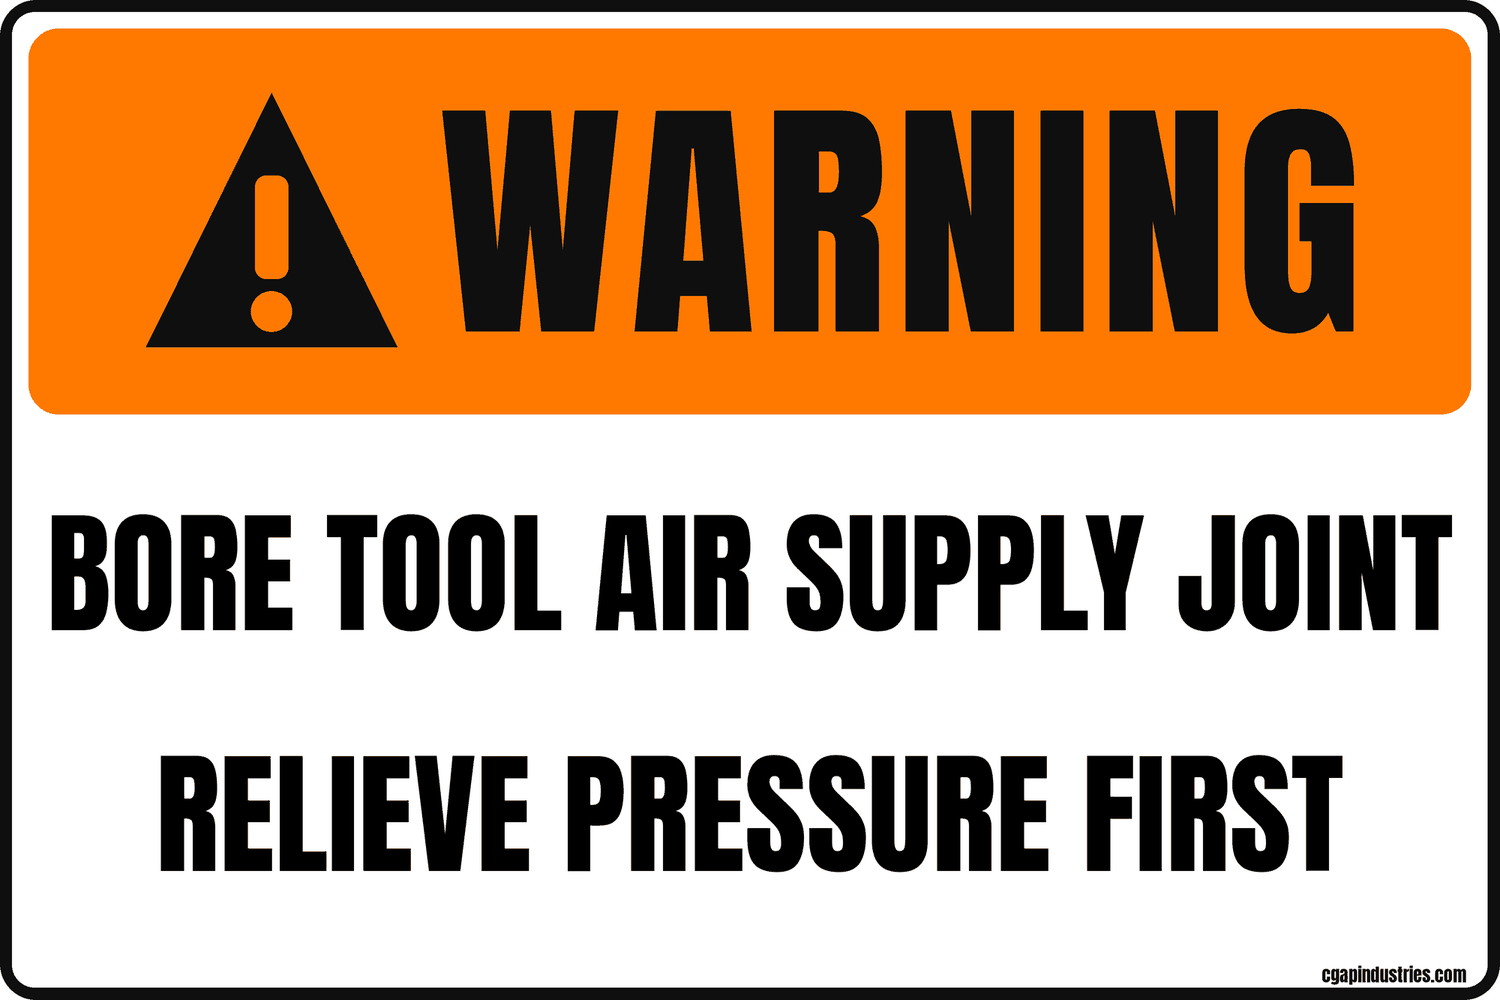 WARNING
BORE TOOL AIR SUPPLY JOINT
RELIEVE PRESSURE FIRST
cgapindustries.com